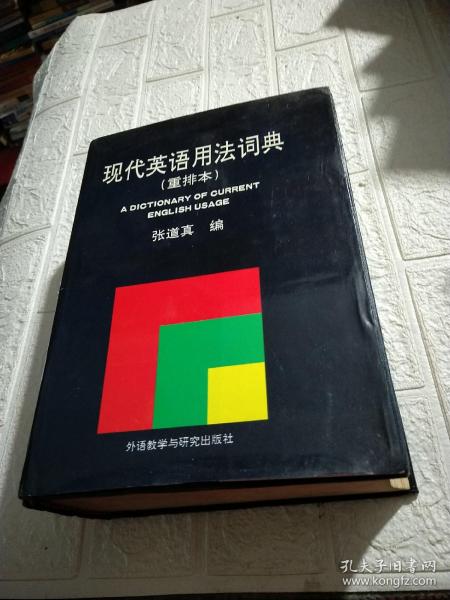 现代英语用法词典
(重排本)
A DICTIONARY OF CURRENT
ENGLISH USAGE
张道真 编
外语教学与研究出版社
孔夫子旧书网
www.kongfz.com